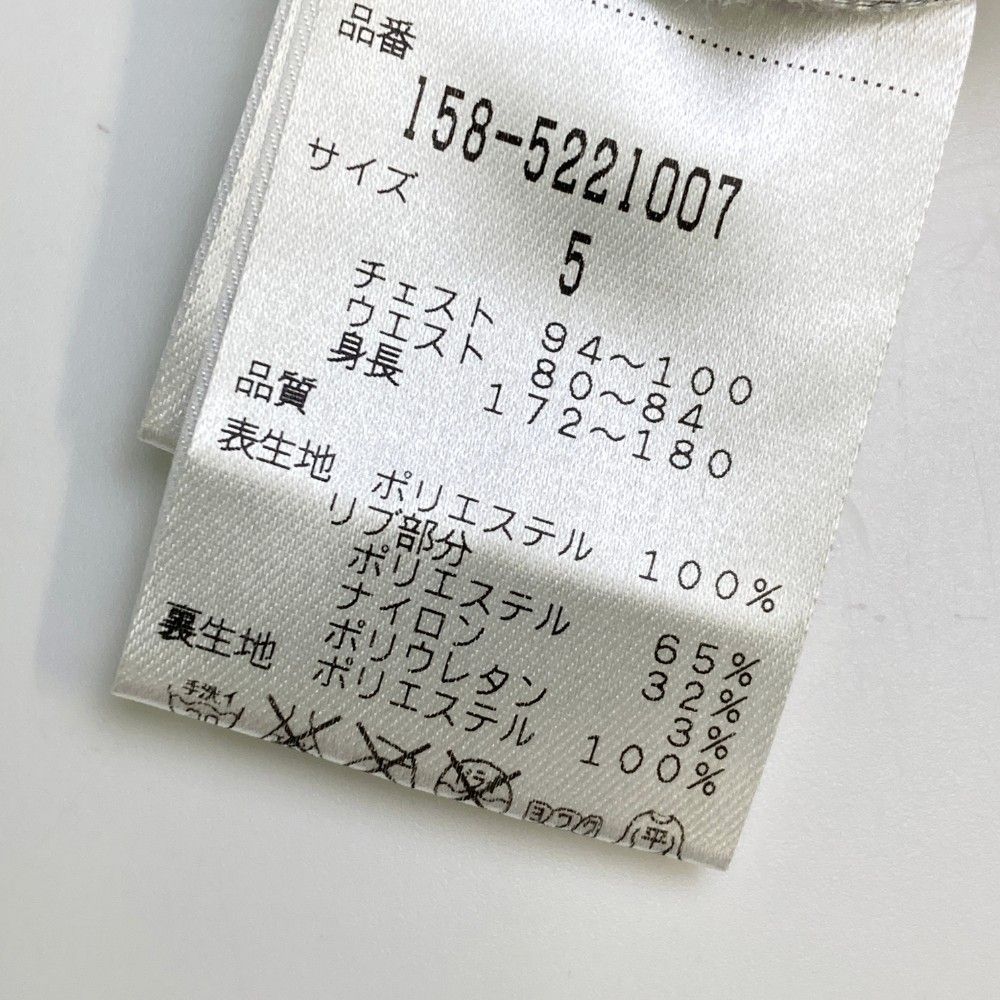 品番
158-5221007
サイズ
5
チェスト 94～100
ウエスト 80～84
身長 172～180
品質
表生地 ポリエステル 100%
リブ部分
ポリエステル 65%
ナイロン 32%
ポリウレタン 3%
裏生地 ポリエステル 100%
手洗イ
ドライ
ヨワク
平